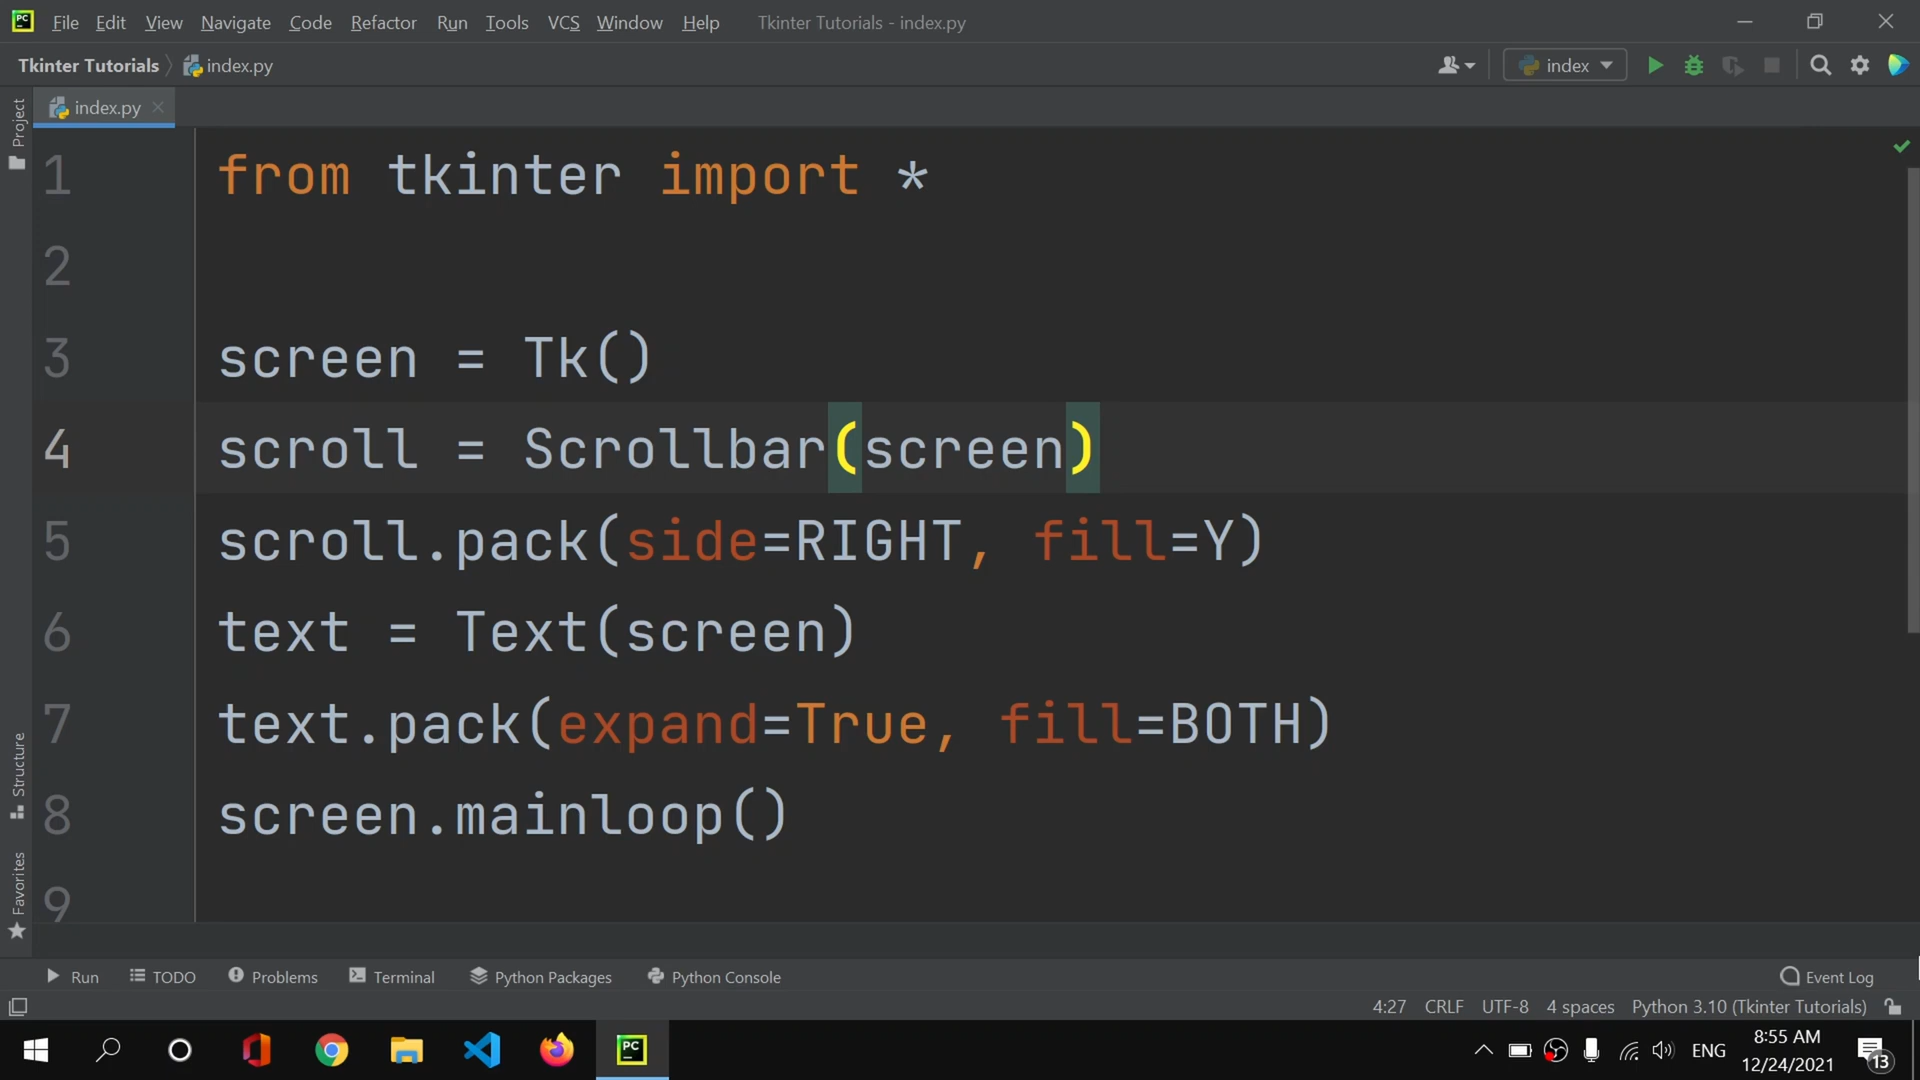 PC File Edit View Navigate Code Refactor Run Tools VCS Window Help Tkinter Tutorials - index.py
Tkinter Tutorials index.py index
index.py
Project
1 from tkinter import *
2
3 screen = Tk()
4 scroll = Scrollbar(screen)
5 scroll.pack(side=RIGHT, fill=Y)
6 text = Text(screen)
7 text.pack(expand=True, fill=BOTH)
8 screen.mainloop()
9
Structure
Favorites
Run TODO Problems Terminal Python Packages Python Console Event Log
4:27 CRLF UTF-8 4 spaces Python 3.10 (Tkinter Tutorials)
PC ENG 8:55 AM
12/24/2021 13